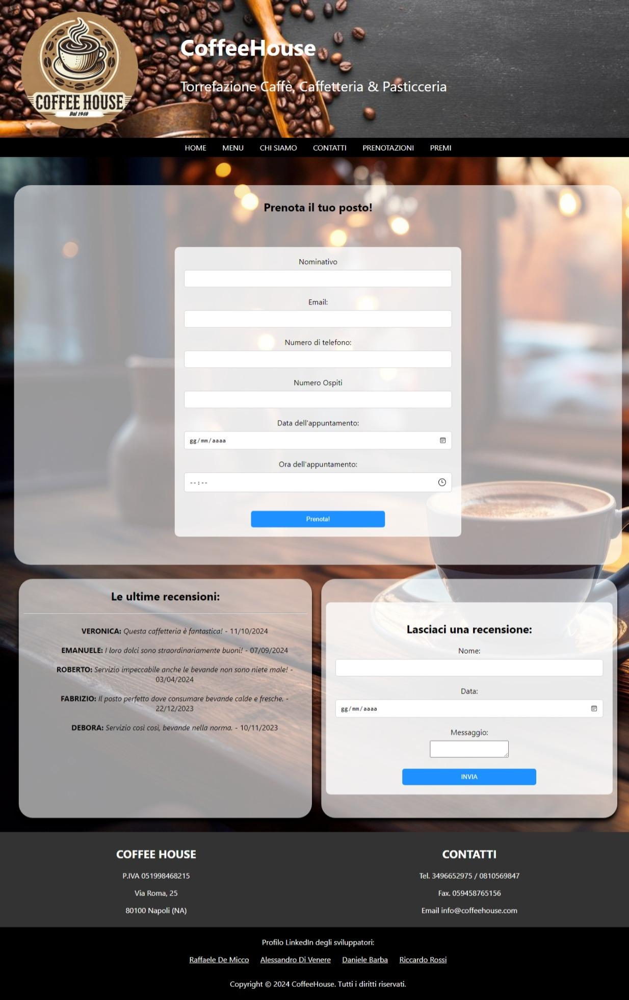 COFFEE HOUSE
Dal 1940
CoffeeHouse
Torrefazione Caffè, Caffetteria & Pasticceria
HOME MENU CHI SIAMO CONTATTI PRENOTAZIONI PREMI
Prenota il tuo posto!
Nominativo
Email:
Numero di telefono:
Numero Ospiti
Data dell'appuntamento:
gg/mm/aaaa
Ora dell'appuntamento:
--:--
Prenota!
Le ultime recensioni:
VERONICA: Questa caffetteria è fantastica! - 11/10/2024
EMANUELE: I loro dolci sono straordinariamente buoni! - 07/09/2024
ROBERTO: Servizio impeccabile anche le bevande non sono niete male! -
03/04/2024
FABRIZIO: Il posto perfetto dove consumare bevande calde e fresche. -
22/12/2023
DEBORA: Servizio così così, bevande nella norma. - 10/11/2023
Lasciaci una recensione:
Nome:
Data:
gg/mm/aaaa
Messaggio:
INVIA
COFFEE HOUSE
P.IVA 051998468215
Via Roma, 25
80100 Napoli (NA)
CONTATTI
Tel. 3496652975 / 0810569847
Fax. 059458765156
Email info@coffeehouse.com
Profilo LinkedIn degli sviluppatori:
Raffaele De Micco Alessandro Di Venere Daniele Barba Riccardo Rossi
Copyright © 2024 CoffeeHouse. Tutti i diritti riservati.